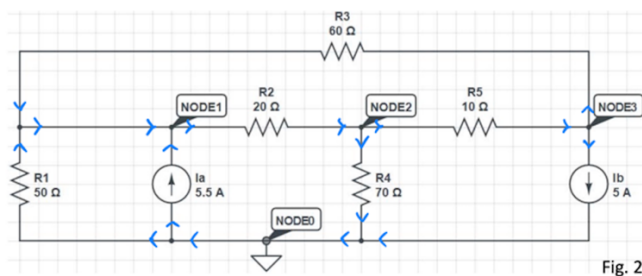 R3
60 Ω
R2
20 Ω
R5
10 Ω
NODE1
NODE2
NODE3
R1
50 Ω
Ia
5.5 A
R4
70 Ω
Ib
5 A
NODE0
Fig. 2